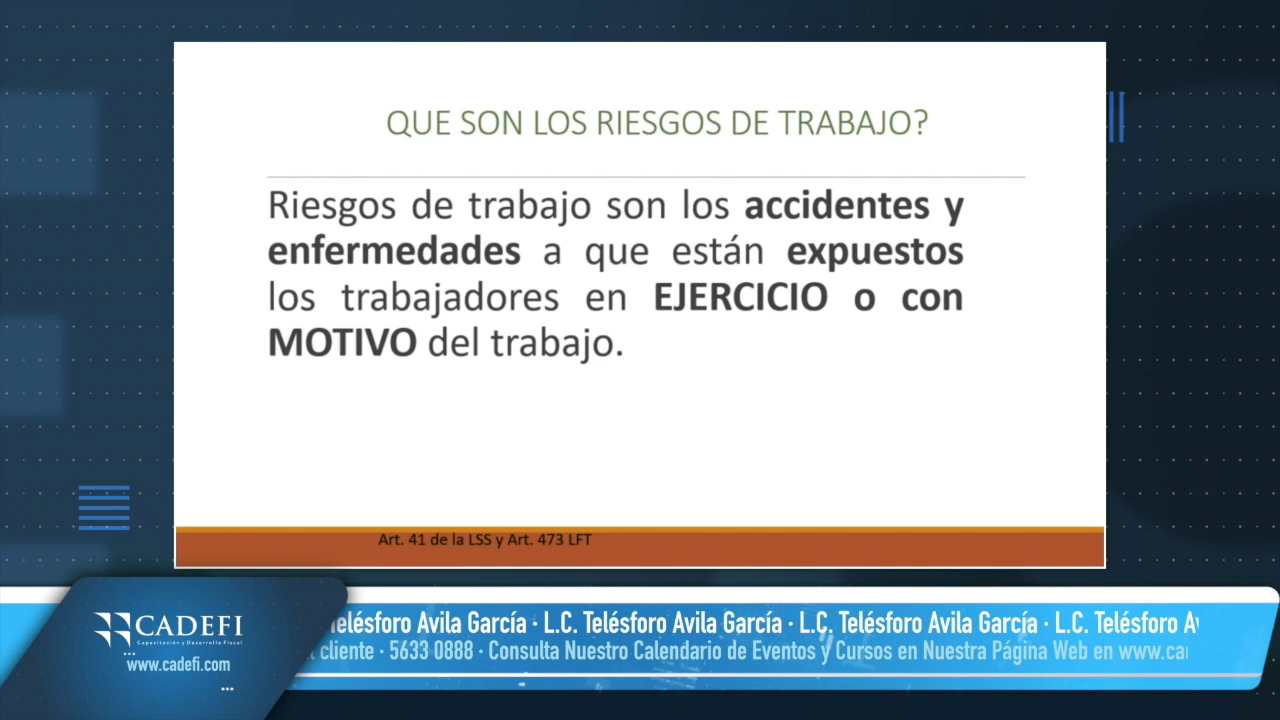 QUE SON LOS RIESGOS DE TRABAJO?
Riesgos de trabajo son los accidentes y
enfermedades a que están expuestos
los trabajadores en EJERCICIO o con
MOTIVO del trabajo.
Art. 41 de la LSS y Art. 473 LFT
CADEFI
Capacitación y Desarrollo Fiscal
www.cadefi.com
elésforo Avila García · L.C. Telésforo Avila García · L.C. Telésforo Avila García · L.C. Telésforo Av
cliente · 5633 0888 · Consulta Nuestro Calendario de Eventos y Cursos en Nuestra Página Web en www.ca